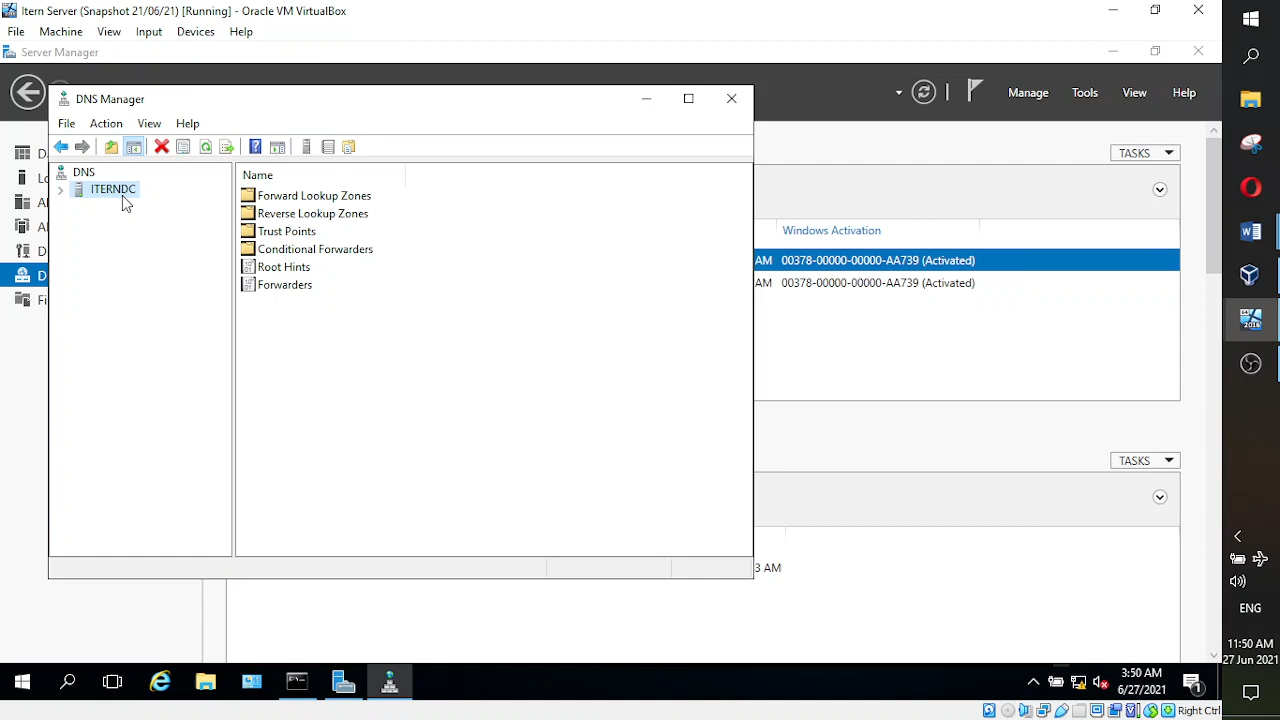 Itern Server (Snapshot 21/06/21) [Running] - Oracle VM VirtualBox
File Machine View Input Devices Help
Server Manager
DNS Manager
Manage Tools View Help
File Action View Help
TASKS
DNS
ITERNDC
Name
Forward Lookup Zones
Reverse Lookup Zones
Trust Points
Conditional Forwarders
Root Hints
Forwarders
Windows Activation
AM 00378-00000-00000-AA739 (Activated)
AM 00378-00000-00000-AA739 (Activated)
TASKS
3 AM
ENG
11:50 AM
27 Jun 2021
3:50 AM
6/27/2021
1
Right Ctrl